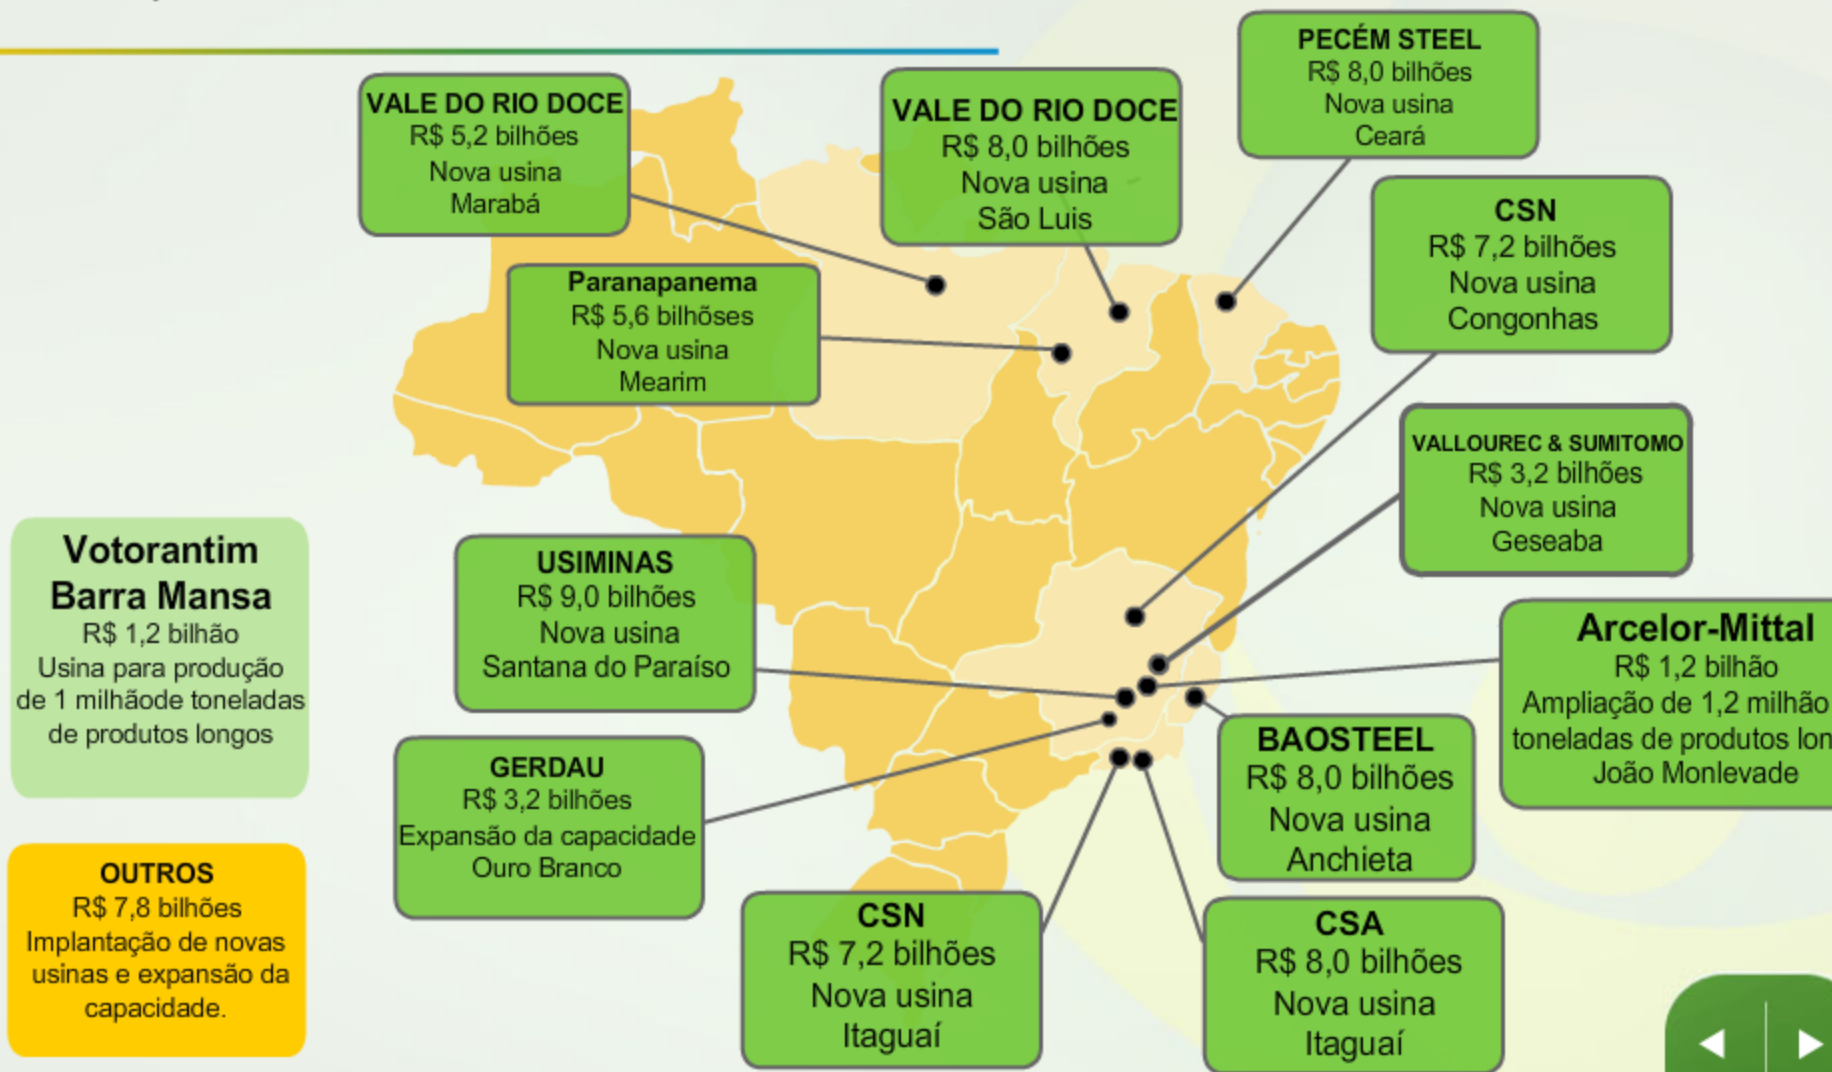 VALE DO RIO DOCE
R$ 5,2 bilhões
Nova usina
Marabá
VALE DO RIO DOCE
R$ 8,0 bilhões
Nova usina
São Luis
PECÉM STEEL
R$ 8,0 bilhões
Nova usina
Ceará
CSN
R$ 7,2 bilhões
Nova usina
Congonhas
Paranapanema
R$ 5,6 bilhõses
Nova usina
Mearim
VALLOUREC & SUMITOMO
R$ 3,2 bilhões
Nova usina
Geseaba
Votorantim
Barra Mansa
R$ 1,2 bilhão
Usina para produção
de 1 milhãode toneladas
de produtos longos
USIMINAS
R$ 9,0 bilhões
Nova usina
Santana do Paraíso
Arcelor-Mittal
R$ 1,2 bilhão
Ampliação de 1,2 milhão
toneladas de produtos lon
João Monlevade
GERDAU
R$ 3,2 bilhões
Expansão da capacidade
Ouro Branco
BAOSTEEL
R$ 8,0 bilhões
Nova usina
Anchieta
OUTROS
R$ 7,8 bilhões
Implantação de novas
usinas e expansão da
capacidade.
CSN
R$ 7,2 bilhões
Nova usina
Itaguaí
CSA
R$ 8,0 bilhões
Nova usina
Itaguaí